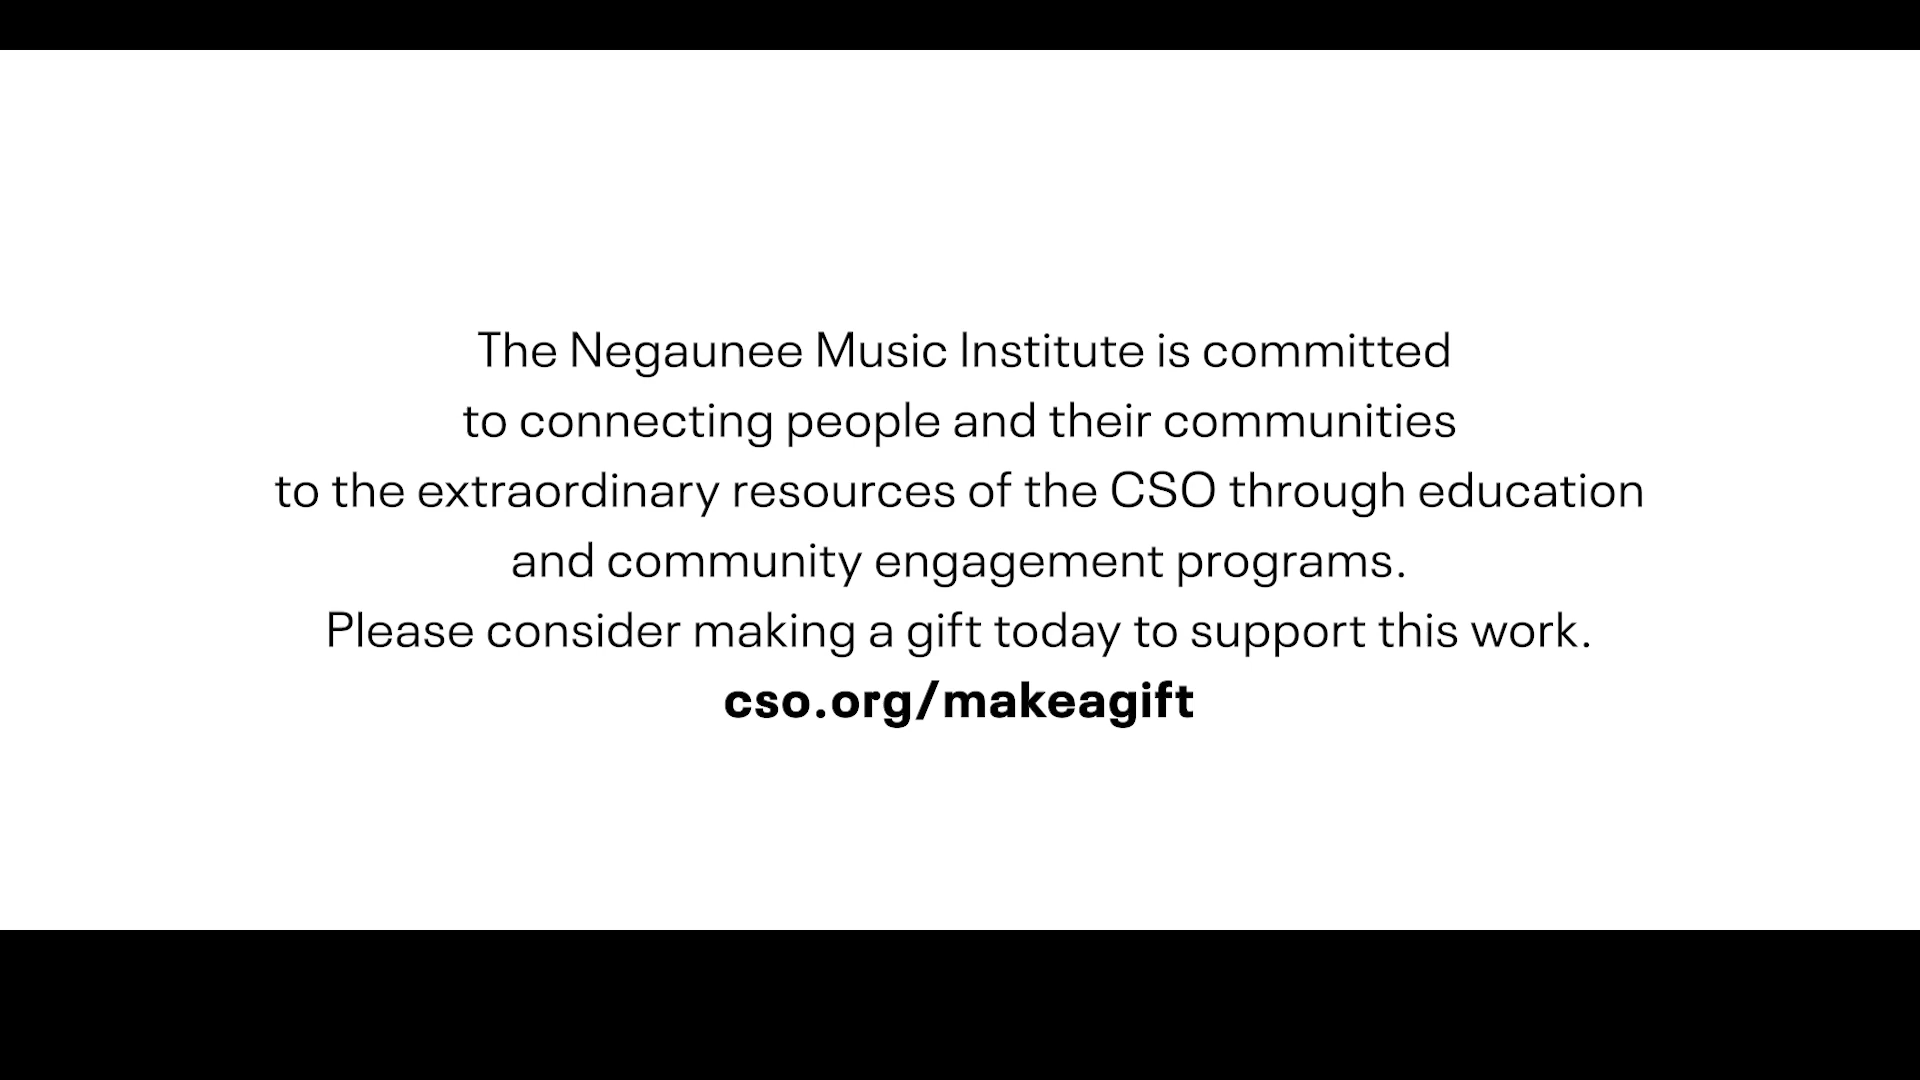 The Negaunee Music Institute is committed
to connecting people and their communities
to the extraordinary resources of the CSO through education
and community engagement programs.
Please consider making a gift today to support this work.
cso.org/makeagift